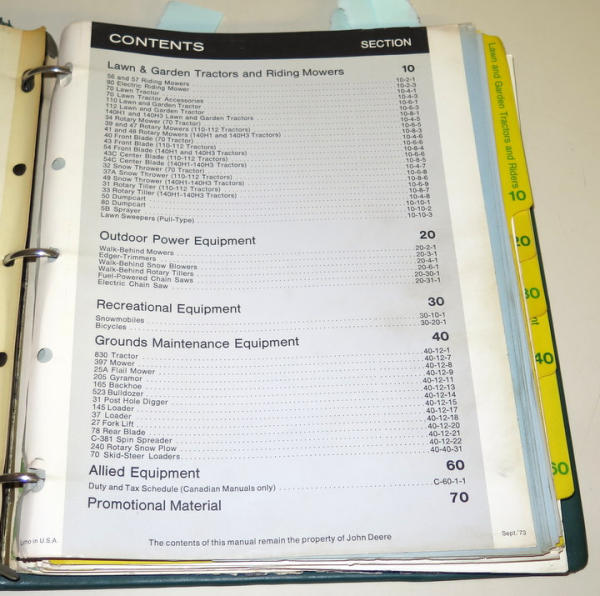 CONTENTS SECTION
Lawn & Garden Tractors and Riding Mowers 10
56 and 57 Riding Mowers 10-2-1
90 Electric Riding Mower 10-2-3
70 Lawn Tractor 10-4-1
70 Lawn Tractor Accessories 10-4-3
110 Lawn and Garden Tractor 10-6-1
112 Lawn and Garden Tractor 10-6-3
140H1 and 140H3 Lawn and Garden Tractors 10-8-1
34 Rotary Mower (70 Tractor) 10-4-3
39 and 47 Rotary Mowers (110-112 Tractors) 10-6-5
41 and 49 Rotary Mowers (140H1 and 140H3 Tractors) 10-8-3
40 Front Blade (70 Tractor) 10-4-6
43 Front Blade (110-112 Tractors) 10-6-6
54 Front Blade (140H1 and 140H3 Tractors) 10-8-4
43C Center Blade (110-112 Tractors) 10-6-6
54C Center Blade (140H1-140H3 Tractors) 10-8-5
32 Snow Thrower (70 Tractor) 10-4-7
37A Snow Thrower (110-112 Tractors) 10-6-8
49 Snow Thrower (140H1-140H3 Tractors) 10-8-6
31 Rotary Tiller (110-112 Tractors) 10-6-9
33 Rotary Tiller (140H1-140H3 Tractors) 10-8-7
50 Dumpcart 10-4-8
80 Dumpcart 10-10-1
5B Sprayer 10-10-2
Lawn Sweepers (Pull-Type) 10-10-3
Outdoor Power Equipment 20
Walk-Behind Mowers 20-2-1
Edger-Trimmers 20-3-1
Walk-Behind Snow Blowers 20-4-1
Walk-Behind Rotary Tillers 20-6-1
Fuel-Powered Chain Saws 20-30-1
Electric Chain Saw 20-31-1
Recreational Equipment 30
Snowmobiles 30-10-1
Bicycles 30-20-1
Grounds Maintenance Equipment 40
830 Tractor 40-12-1
397 Mower 40-12-7
25A Flail Mower 40-12-8
205 Gyramor 40-12-9
165 Backhoe 40-12-11
523 Bulldozer 40-12-13
31 Post Hole Digger 40-12-14
145 Loader 40-12-15
37 Loader 40-12-17
27 Fork Lift 40-12-18
78 Rear Blade 40-12-20
C-381 Spin Spreader 40-12-21
240 Rotary Snow Plow 40-12-22
70 Skid-Steer Loaders 40-40-31
Allied Equipment 60
Duty and Tax Schedule (Canadian Manuals only) C-60-1-1
Promotional Material 70
Litho in U.S.A.
The contents of this manual remain the property of John Deere
Sept. '73
Lawn and Garden Tractors and Riders
10
20
30
nt
40
60